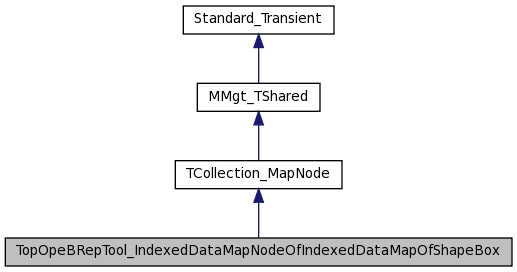 Standard_Transient
MMgt_TShared
TCollection_MapNode
TopOpeBRepTool_IndexedDataMapNodeOfIndexedDataMapOfShapeBox